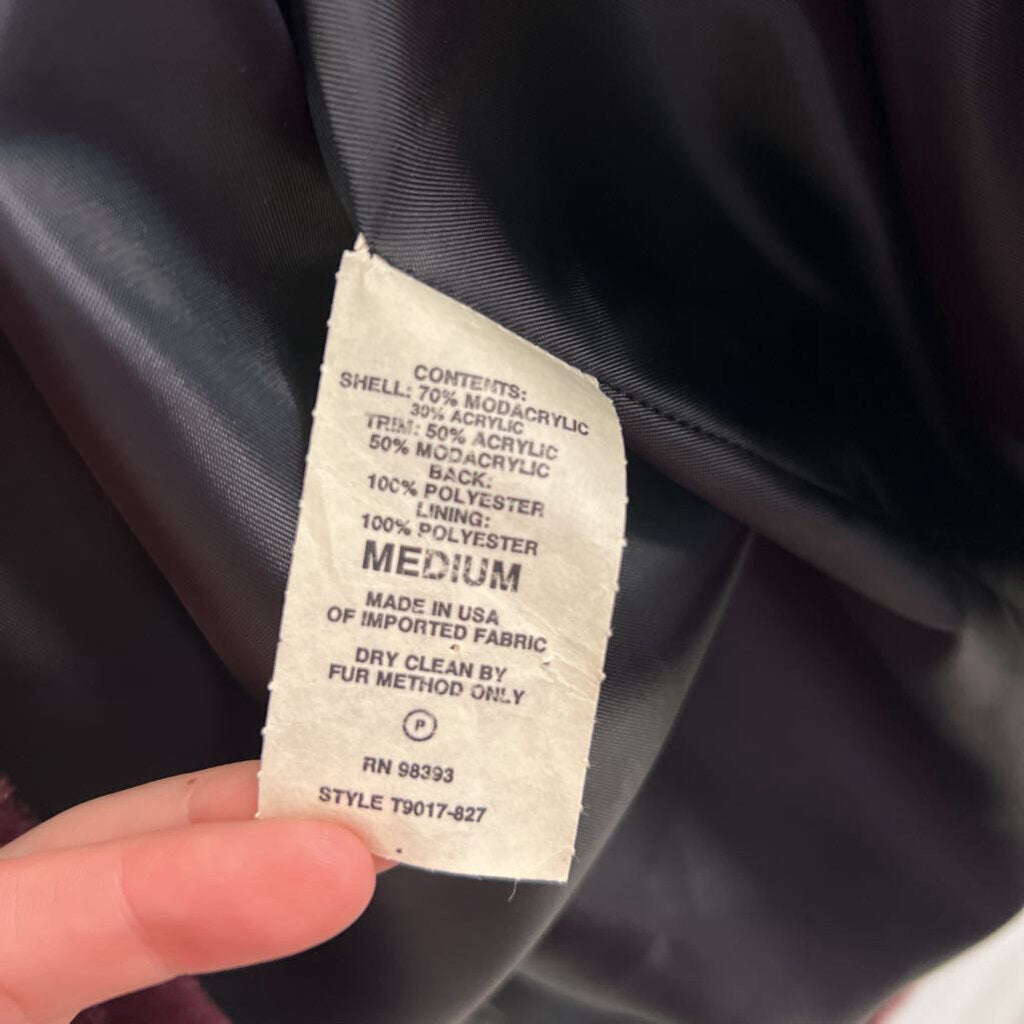 CONTENTS:
SHELL: 70% MODACRYLIC
30% ACRYLIC
TRIM: 50% ACRYLIC
50% MODACRYLIC
BACK:
100% POLYESTER
LINING:
100% POLYESTER
MEDIUM
MADE IN USA
OF IMPORTED FABRIC
DRY CLEAN BY
FUR METHOD ONLY
P
RN 98393
STYLE T9017-827